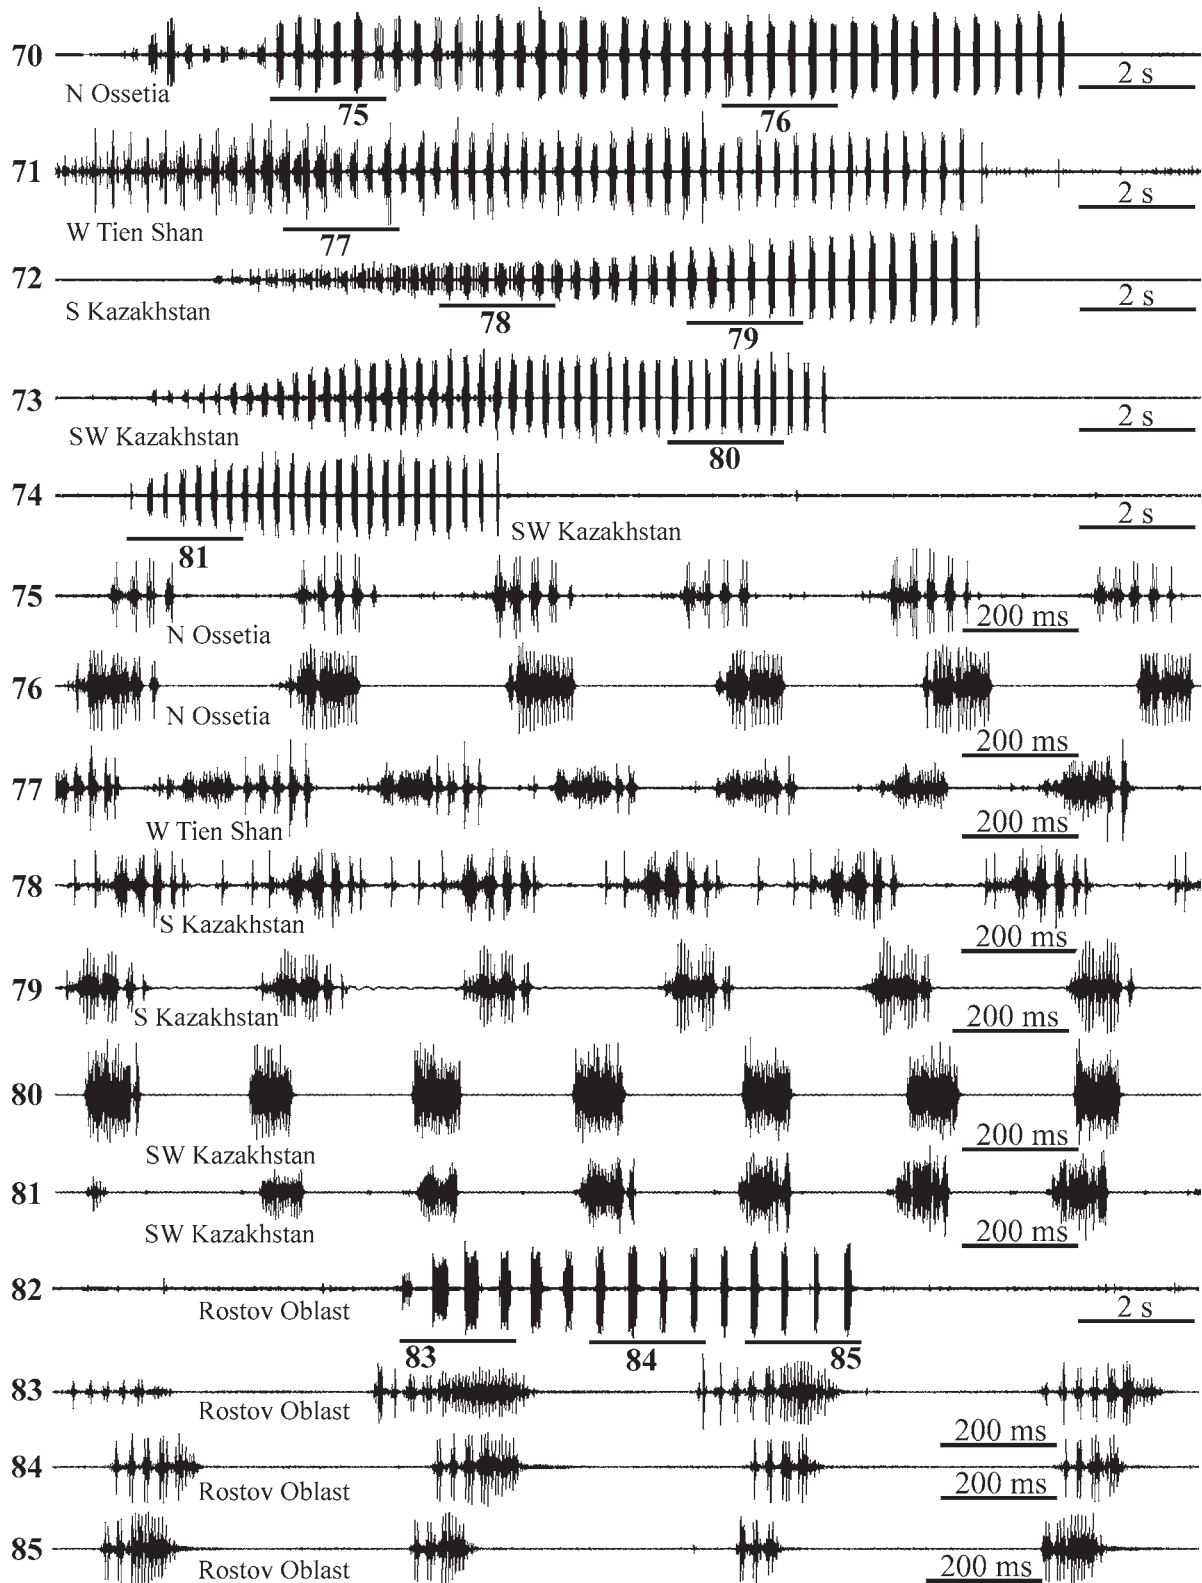 70
N Ossetia
2 s
75
76
71
W Tien Shan
2 s
77
72
S Kazakhstan
2 s
78
79
73
SW Kazakhstan
2 s
80
74
SW Kazakhstan
2 s
81
75
N Ossetia
200 ms
76
N Ossetia
200 ms
77
W Tien Shan
200 ms
78
S Kazakhstan
200 ms
79
S Kazakhstan
200 ms
80
SW Kazakhstan
200 ms
81
SW Kazakhstan
200 ms
82
Rostov Oblast
2 s
83
84
85
83
Rostov Oblast
200 ms
84
Rostov Oblast
200 ms
85
Rostov Oblast
200 ms